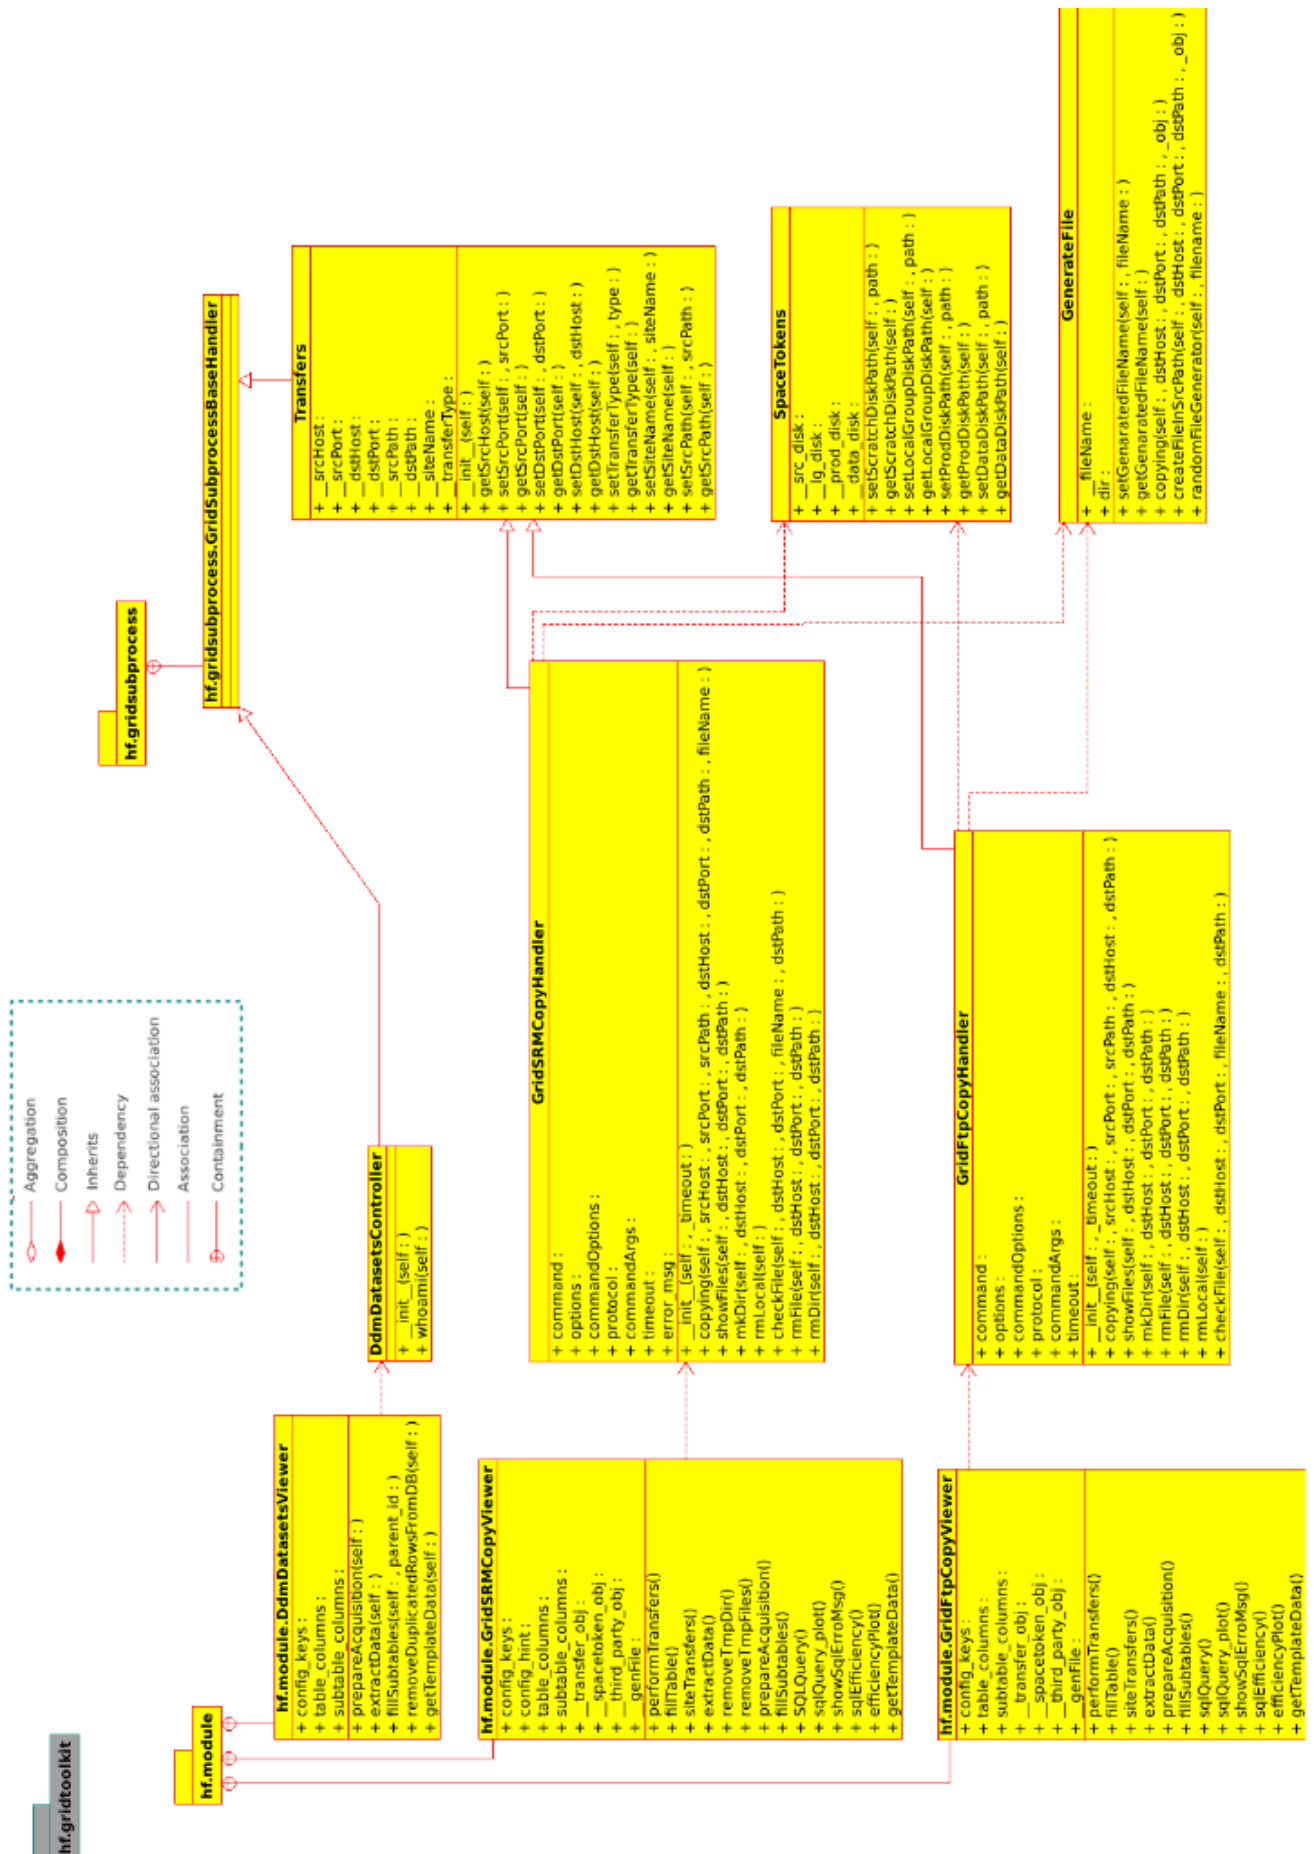 hf.gridtoolkit
Aggregation
Composition
Inherits
Dependency
Directional association
Association
Containment
hf.gridsubprocess
hf.gridsubprocess.GridSubprocessBaseHandler
hf.module
hf.module.DdmDatasetsViewer
+ config_keys :
+ table_columns :
+ subtable_columns :
+ prepareAcquisition(self : )
+ extractData(self : )
+ fillSubtables(self : , parent_id : )
+ removeDuplicatedRowsFromDB(self : )
+ getTemplateData(self : )
DdmDatasetsController
+ __init__(self : )
+ whoami(self : )
Transfers
+ __srcHost :
+ __srcPort :
+ __dstHost :
+ __dstPort :
+ __srcPath :
+ __dstPath :
+ __siteName :
+ __transferType :
+ __init__(self : )
+ getSrcHost(self : )
+ setSrcPort(self : , srcPort : )
+ getSrcPort(self : )
+ setDstPort(self : , dstPort : )
+ getDstPort(self : )
+ setDstHost(self : , dstHost : )
+ getDstHost(self : )
+ setTransferType(self : , type : )
+ getTransferType(self : )
+ setSiteName(self : , siteName : )
+ getSiteName(self : )
+ setSrcPath(self : , srcPath : )
+ getSrcPath(self : )
hf.module.GridSRMCopyViewer
+ config_keys :
+ config_hint :
+ table_columns :
+ subtable_columns :
+ __transfer_obj :
+ __spacetoken_obj :
+ __third_party_obj :
+ __genFile :
+ performTransfers()
+ fillTable()
+ siteTransfers()
+ extractData()
+ removeTmpDir()
+ removeTmpFiles()
+ prepareAcquisition()
+ fillSubtables()
+ SQLQuery()
+ sqlQuery_plot()
+ showSqlErroMsg()
+ sqlEfficiency()
+ efficiencyPlot()
+ getTemplateData()
GridSRMCopyHandler
+ command :
+ options :
+ commandOptions :
+ protocol :
+ commandArgs :
+ timeout :
+ error_msg :
+ __init__(self : , _timeout : )
+ copying(self : , srcHost : , srcPort : , srcPath : , dstHost : , dstPort : , dstPath : , fileName : )
+ showFiles(self : , dstHost : , dstPort : , dstPath : )
+ mkDir(self : , dstHost : , dstPort : , dstPath : )
+ rmLocal(self : )
+ checkFile(self : , dstHost : , dstPort : , fileName : , dstPath : )
+ rmFile(self : , dstHost : , dstPort : , dstPath : )
+ rmDir(self : , dstHost : , dstPort : , dstPath : )
SpaceTokens
+ __src_disk :
+ __lg_disk :
+ __prod_disk :
+ __data_disk :
+ setScratchDiskPath(self : , path : )
+ getScratchDiskPath(self : )
+ setLocalGroupDiskPath(self : , path : )
+ getLocalGroupDiskPath(self : )
+ setProdDiskPath(self : , path : )
+ getProdDiskPath(self : )
+ setDataDiskPath(self : , path : )
+ getDataDiskPath(self : )
hf.module.GridFtpCopyViewer
+ config_keys :
+ table_columns :
+ subtable_columns :
+ __transfer_obj :
+ __spacetoken_obj :
+ __third_party_obj :
+ __genFile :
+ performTransfers()
+ fillTable()
+ siteTransfers()
+ extractData()
+ prepareAcquisition()
+ fillSubtables()
+ sqlQuery()
+ sqlQuery_plot()
+ showSqlErroMsg()
+ sqlEfficiency()
+ efficiencyPlot()
+ getTemplateData()
GridFtpCopyHandler
+ command :
+ options :
+ commandOptions :
+ protocol :
+ commandArgs :
+ timeout :
+ __init__(self : , _timeout : )
+ copying(self : , srcHost : , srcPort : , srcPath : , dstHost : , dstPath : )
+ showFiles(self : , dstHost : , dstPort : , dstPath : )
+ mkDir(self : , dstHost : , dstPort : , dstPath : )
+ rmFile(self : , dstHost : , dstPort : , dstPath : )
+ rmDir(self : , dstHost : , dstPort : , dstPath : )
+ rmLocal(self : )
+ checkFile(self : , dstHost : , dstPort : , fileName : , dstPath : )
GenerateFile
+ __fileName :
+ dir :
+ setGenaratedFileName(self : , fileName : )
+ getGenaratedFileName(self : )
+ copying(self : , dstHost : , dstPort : , dstPath : , _obj : )
+ createFileInSrcPath(self : , dstHost : , dstPort : , dstPath : , _obj : )
+ randomFileGenerator(self : , filename : )